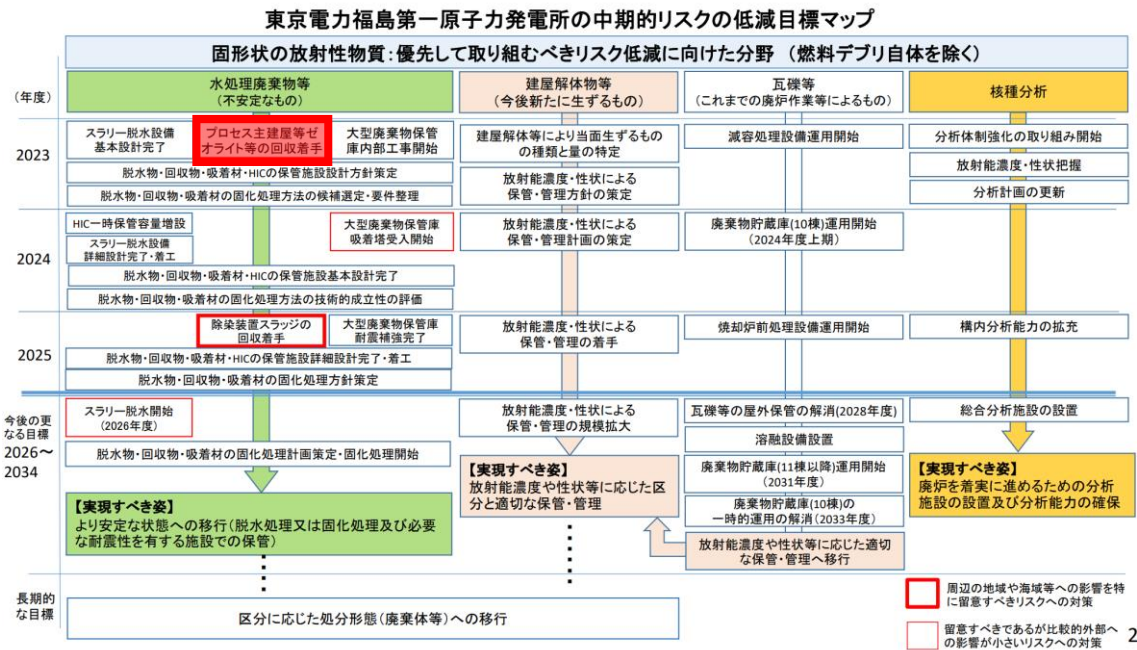 東京電力福島第一原子力発電所の中期的リスクの低減目標マップ
固形状の放射性物質：優先して取り組むべきリスク低減に向けた分野 （燃料デブリ自体を除く）
（年度）
水処理廃棄物等
（不安定なもの）
建屋解体物等
（今後新たに生ずるもの）
瓦礫等
（これまでの廃炉作業等によるもの）
核種分析
2023
スラリー脱水設備
基本設計完了
プロセス主建屋等ゼ
オライト等の回収着手
大型廃棄物保管
庫内部工事開始
脱水物・回収物・吸着材・HICの保管施設設計方針策定
脱水物・回収物・吸着材の固化処理方法の候補選定・要件整理
建屋解体等により当面生ずるもの
の種類と量の特定
放射能濃度・性状による
保管・管理方針の策定
減容処理設備運用開始
分析体制強化の取り組み開始
放射能濃度・性状把握
分析計画の更新
2024
HIC一時保管容量増設
スラリー脱水設備
詳細設計完了・着工
大型廃棄物保管庫
吸着塔受入開始
脱水物・回収物・吸着材・HICの保管施設基本設計完了
脱水物・回収物・吸着材の固化処理方法の技術的成立性の評価
放射能濃度・性状による
保管・管理計画の策定
廃棄物貯蔵庫(10棟)運用開始
（2024年度上期）
2025
除染装置スラッジの
回収着手
大型廃棄物保管庫
耐震補強完了
脱水物・回収物・吸着材・HICの保管施設詳細設計完了・着工
脱水物・回収物・吸着材の固化処理方針策定
放射能濃度・性状による
保管・管理の着手
焼却炉前処理設備運用開始
構内分析能力の拡充
今後の更
なる目標
2026～
2034
スラリー脱水開始
（2026年度）
脱水物・回収物・吸着材の固化処理計画策定・固化処理開始
【実現すべき姿】
より安定な状態への移行（脱水処理又は固化処理及び必要
な耐震性を有する施設での保管）
放射能濃度・性状による
保管・管理の規模拡大
【実現すべき姿】
放射能濃度や性状等に応じた区
分と適切な保管・管理
瓦礫等の屋外保管の解消(2028年度)
溶融設備設置
廃棄物貯蔵庫(11棟以降)運用開始
（2031年度）
廃棄物貯蔵庫(10棟)の
一時的運用の解消(2033年度)
放射能濃度や性状等に応じた適切
な保管・管理へ移行
総合分析施設の設置
【実現すべき姿】
廃炉を着実に進めるための分析
施設の設置及び分析能力の確保
長期的
な目標
区分に応じた処分形態（廃棄体等）への移行
周辺の地域や海域等への影響を特
に留意すべきリスクへの対策
留意すべきであるが比較的外部へ
の影響が小さいリスクへの対策
2